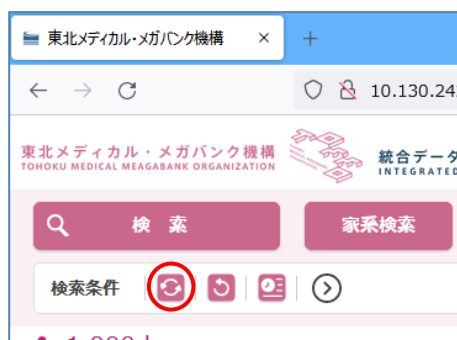 東北メディカル・メガバンク機構
10.130.24
東北メディカル・メガバンク機構
TOHOKU MEDICAL MEAGABANK ORGANIZATION
統合データ
INTEGRATED
検 索
家系検索
検索条件